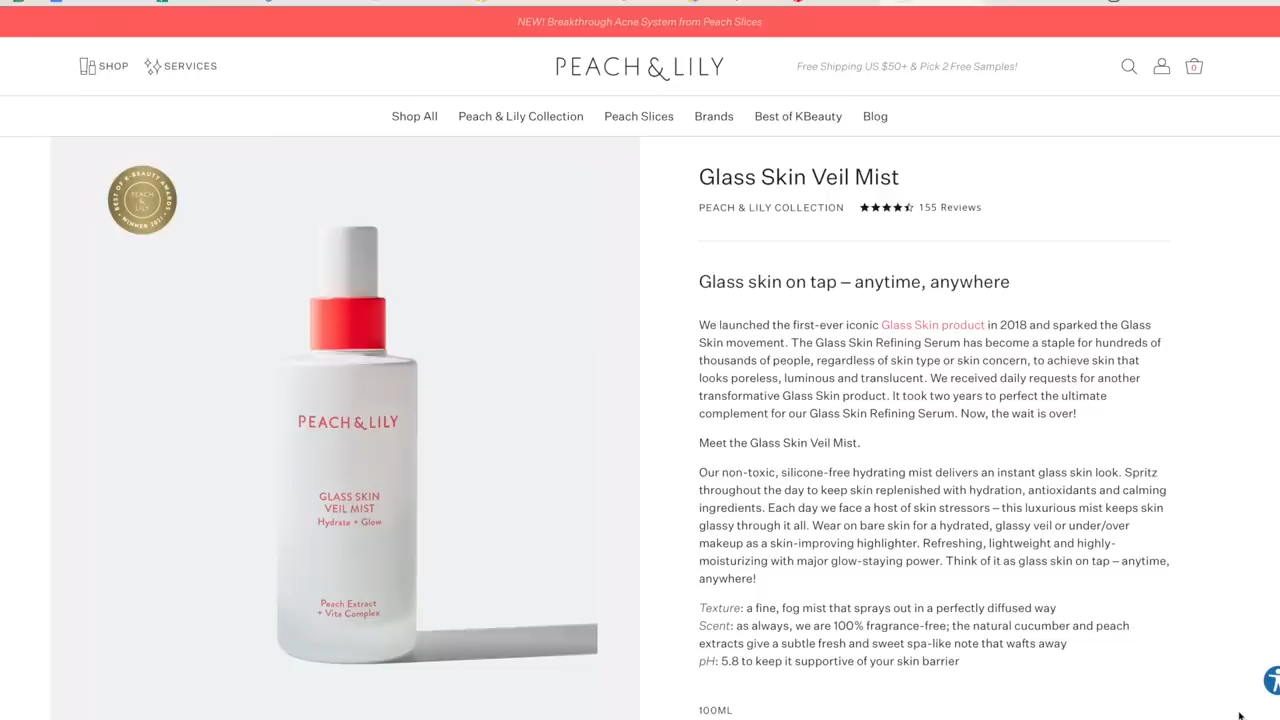 NEW! Breakthrough Acne System from Peach Slices
SHOP
SERVICES
PEACH & LILY
Free Shipping US $50+ & Pick 2 Free Samples!
0
Shop All
Peach & Lily Collection
Peach Slices
Brands
Best of KBeauty
Blog
BEST OF K-BEAUTY AWARDS
PEACH
&
LILY
WINNER 2021
PEACH & LILY
GLASS SKIN
VEIL MIST
Hydrate + Glow
Peach Extract
+ Vita Complex
Glass Skin Veil Mist
PEACH & LILY COLLECTION
155 Reviews
Glass skin on tap – anytime, anywhere
We launched the first-ever iconic Glass Skin product in 2018 and sparked the Glass
Skin movement. The Glass Skin Refining Serum has become a staple for hundreds of
thousands of people, regardless of skin type or skin concern, to achieve skin that
looks poreless, luminous and translucent. We received daily requests for another
transformative Glass Skin product. It took two years to perfect the ultimate
complement for our Glass Skin Refining Serum. Now, the wait is over!
Meet the Glass Skin Veil Mist.
Our non-toxic, silicone-free hydrating mist delivers an instant glass skin look. Spritz
throughout the day to keep skin replenished with hydration, antioxidants and calming
ingredients. Each day we face a host of skin stressors – this luxurious mist keeps skin
glassy through it all. Wear on bare skin for a hydrated, glassy veil or under/over
makeup as a skin-improving highlighter. Refreshing, lightweight and highly-
moisturizing with major glow-staying power. Think of it as glass skin on tap – anytime,
anywhere!
Texture: a fine, fog mist that sprays out in a perfectly diffused way
Scent: as always, we are 100% fragrance-free; the natural cucumber and peach
extracts give a subtle fresh and sweet spa-like note that wafts away
pH: 5.8 to keep it supportive of your skin barrier
100ML